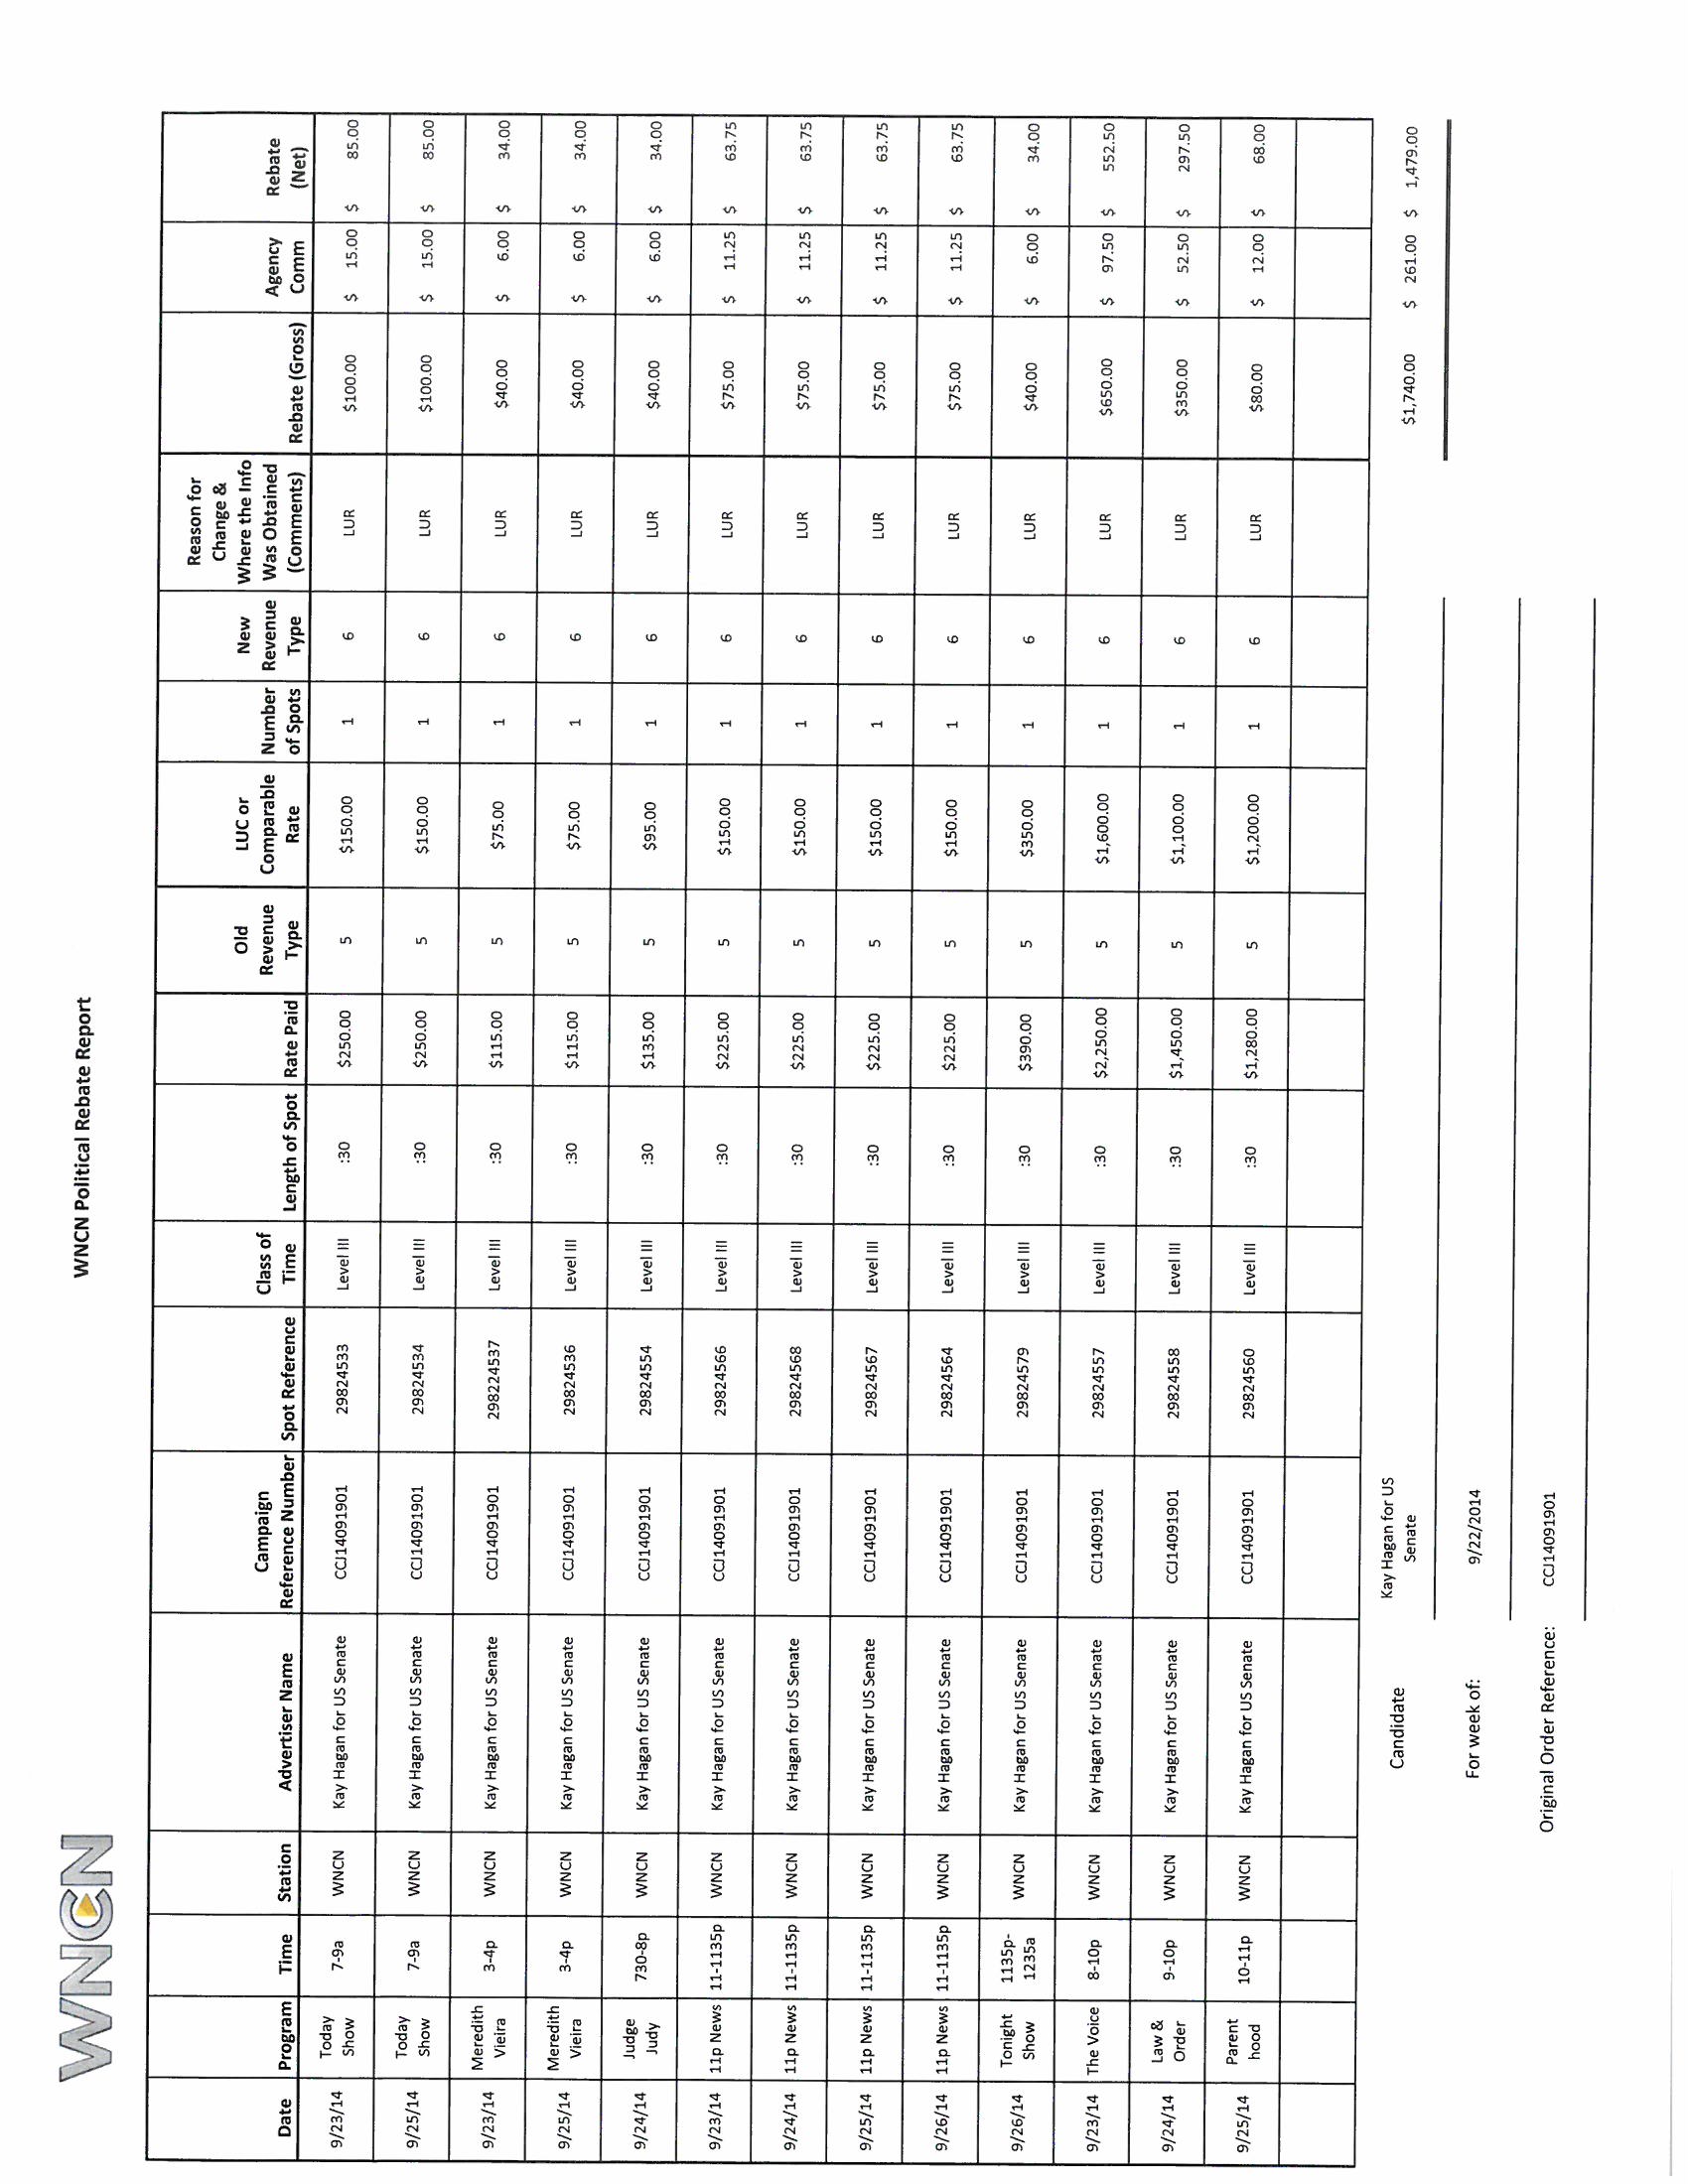 WNCN
WNCN Political Rebate Report
Date Program Time Station Advertiser Name Campaign Reference Number Spot Reference Class of Time Length of Spot Rate Paid Old Revenue Type LUC or Comparable Rate Number of Spots New Revenue Type Reason for Change & Where the Info Was Obtained (Comments) Rebate (Gross) Agency Comm Rebate (Net)
9/23/14 Today Show 7-9a WNCN Kay Hagan for US Senate CCJ14091901 29824533 Level III :30 $250.00 5 $150.00 1 6 LUR $100.00 $ 15.00 $ 85.00
9/25/14 Today Show 7-9a WNCN Kay Hagan for US Senate CCJ14091901 29824534 Level III :30 $250.00 5 $150.00 1 6 LUR $100.00 $ 15.00 $ 85.00
9/23/14 Meredith Vieira 3-4p WNCN Kay Hagan for US Senate CCJ14091901 298224537 Level III :30 $115.00 5 $75.00 1 6 LUR $40.00 $ 6.00 $ 34.00
9/25/14 Meredith Vieira 3-4p WNCN Kay Hagan for US Senate CCJ14091901 29824536 Level III :30 $115.00 5 $75.00 1 6 LUR $40.00 $ 6.00 $ 34.00
9/24/14 Judge Judy 730-8p WNCN Kay Hagan for US Senate CCJ14091901 29824554 Level III :30 $135.00 5 $95.00 1 6 LUR $40.00 $ 6.00 $ 34.00
9/23/14 11p News 11-1135p WNCN Kay Hagan for US Senate CCJ14091901 29824566 Level III :30 $225.00 5 $150.00 1 6 LUR $75.00 $ 11.25 $ 63.75
9/24/14 11p News 11-1135p WNCN Kay Hagan for US Senate CCJ14091901 29824568 Level III :30 $225.00 5 $150.00 1 6 LUR $75.00 $ 11.25 $ 63.75
9/25/14 11p News 11-1135p WNCN Kay Hagan for US Senate CCJ14091901 29824567 Level III :30 $225.00 5 $150.00 1 6 LUR $75.00 $ 11.25 $ 63.75
9/26/14 11p News 11-1135p WNCN Kay Hagan for US Senate CCJ14091901 29824564 Level III :30 $225.00 5 $150.00 1 6 LUR $75.00 $ 11.25 $ 63.75
9/26/14 Tonight Show 1135p-1235a WNCN Kay Hagan for US Senate CCJ14091901 29824579 Level III :30 $390.00 5 $350.00 1 6 LUR $40.00 $ 6.00 $ 34.00
9/23/14 The Voice 8-10p WNCN Kay Hagan for US Senate CCJ14091901 29824557 Level III :30 $2,250.00 5 $1,600.00 1 6 LUR $650.00 $ 97.50 $ 552.50
9/24/14 Law & Order 9-10p WNCN Kay Hagan for US Senate CCJ14091901 29824558 Level III :30 $1,450.00 5 $1,100.00 1 6 LUR $350.00 $ 52.50 $ 297.50
9/25/14 Parent hood 10-11p WNCN Kay Hagan for US Senate CCJ14091901 29824560 Level III :30 $1,280.00 5 $1,200.00 1 6 LUR $80.00 $ 12.00 $ 68.00
Candidate Kay Hagan for US Senate $1,740.00 $ 261.00 $ 1,479.00
For week of: 9/22/2014
Original Order Reference: CCJ14091901